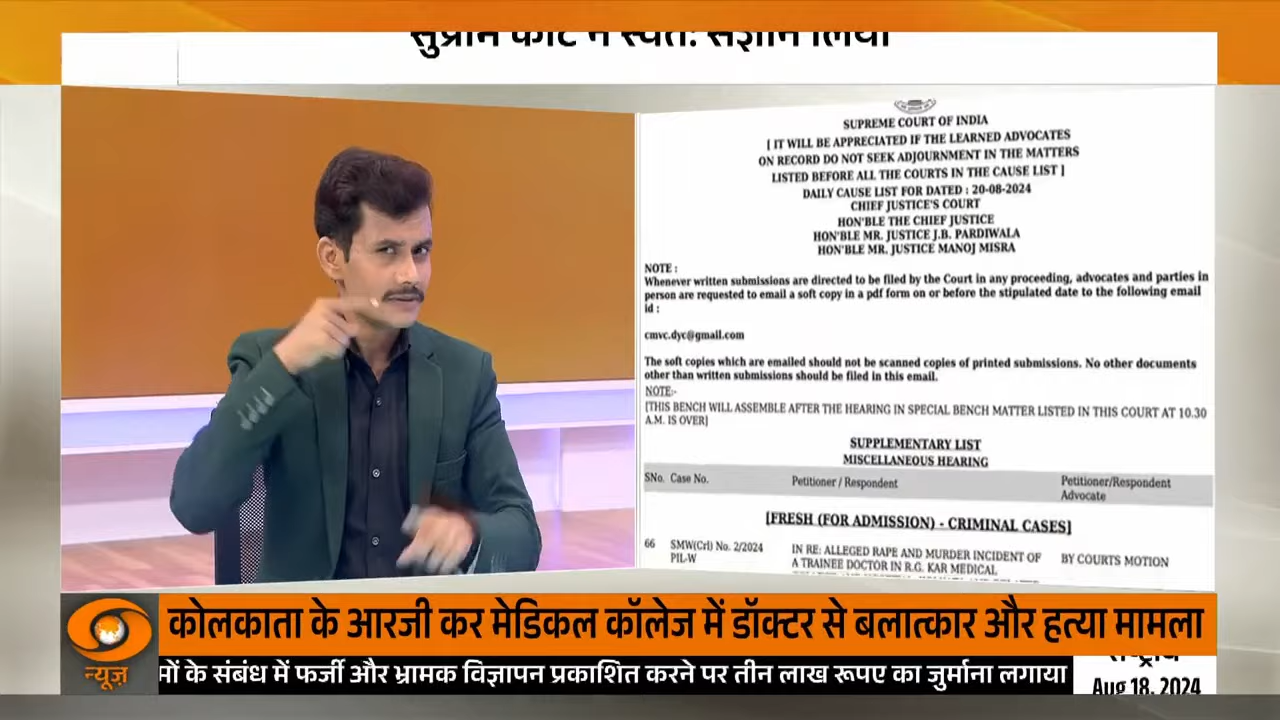 सुप्रीम कोर्ट ने स्वत: संज्ञान लिया
SUPREME COURT OF INDIA
[ IT WILL BE APPRECIATED IF THE LEARNED ADVOCATES
ON RECORD DO NOT SEEK ADJOURNMENT IN THE MATTERS
LISTED BEFORE ALL THE COURTS IN THE CAUSE LIST ]
DAILY CAUSE LIST FOR DATED : 20-08-2024
CHIEF JUSTICE'S COURT
HON'BLE THE CHIEF JUSTICE
HON'BLE MR. JUSTICE J.B. PARDIWALA
HON'BLE MR. JUSTICE MANOJ MISRA
NOTE :
Whenever written submissions are directed to be filed by the Court in any proceeding, advocates and parties in
person are requested to email a soft copy in a pdf form on or before the stipulated date to the following email
id :
cmvc.dyc@gmail.com
The soft copies which are emailed should not be scanned copies of printed submissions. No other documents
other than written submissions should be filed in this email.
NOTE:-
[THIS BENCH WILL ASSEMBLE AFTER THE HEARING IN SPECIAL BENCH MATTER LISTED IN THIS COURT AT 10.30
A.M. IS OVER]
SUPPLEMENTARY LIST
MISCELLANEOUS HEARING
SNo. Case No. Petitioner / Respondent Petitioner/Respondent
Advocate
[FRESH (FOR ADMISSION) - CRIMINAL CASES]
66 SMW(Crl) No. 2/2024 IN RE: ALLEGED RAPE AND MURDER INCIDENT OF BY COURTS MOTION
PIL-W A TRAINEE DOCTOR IN R.G. KAR MEDICAL
कोलकाता के आरजी कर मेडिकल कॉलेज में डॉक्टर से बलात्कार और हत्या मामला
न्यूज़
के संबंध में फर्जी और भ्रामक विज्ञापन प्रकाशित करने पर तीन लाख रूपए का जुर्माना लगाया
राष्ट्रीय
Aug 18, 2024